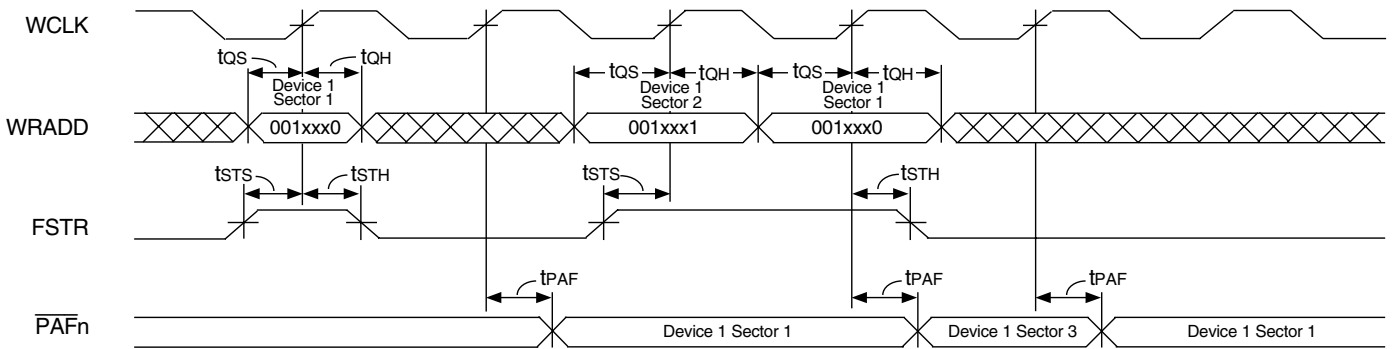 WCLK
tQS
tQH
tQS
tQH
tQS
tQH
Device 1
Sector 1
Device 1
Sector 2
Device 1
Sector 1
WRADD
001xxx0
001xxx1
001xxx0
tSTS
tSTH
tSTS
tSTH
FSTR
tPAF
tPAF
tPAF
PAFn
Device 1 Sector 1
Device 1 Sector 3
Device 1 Sector 1